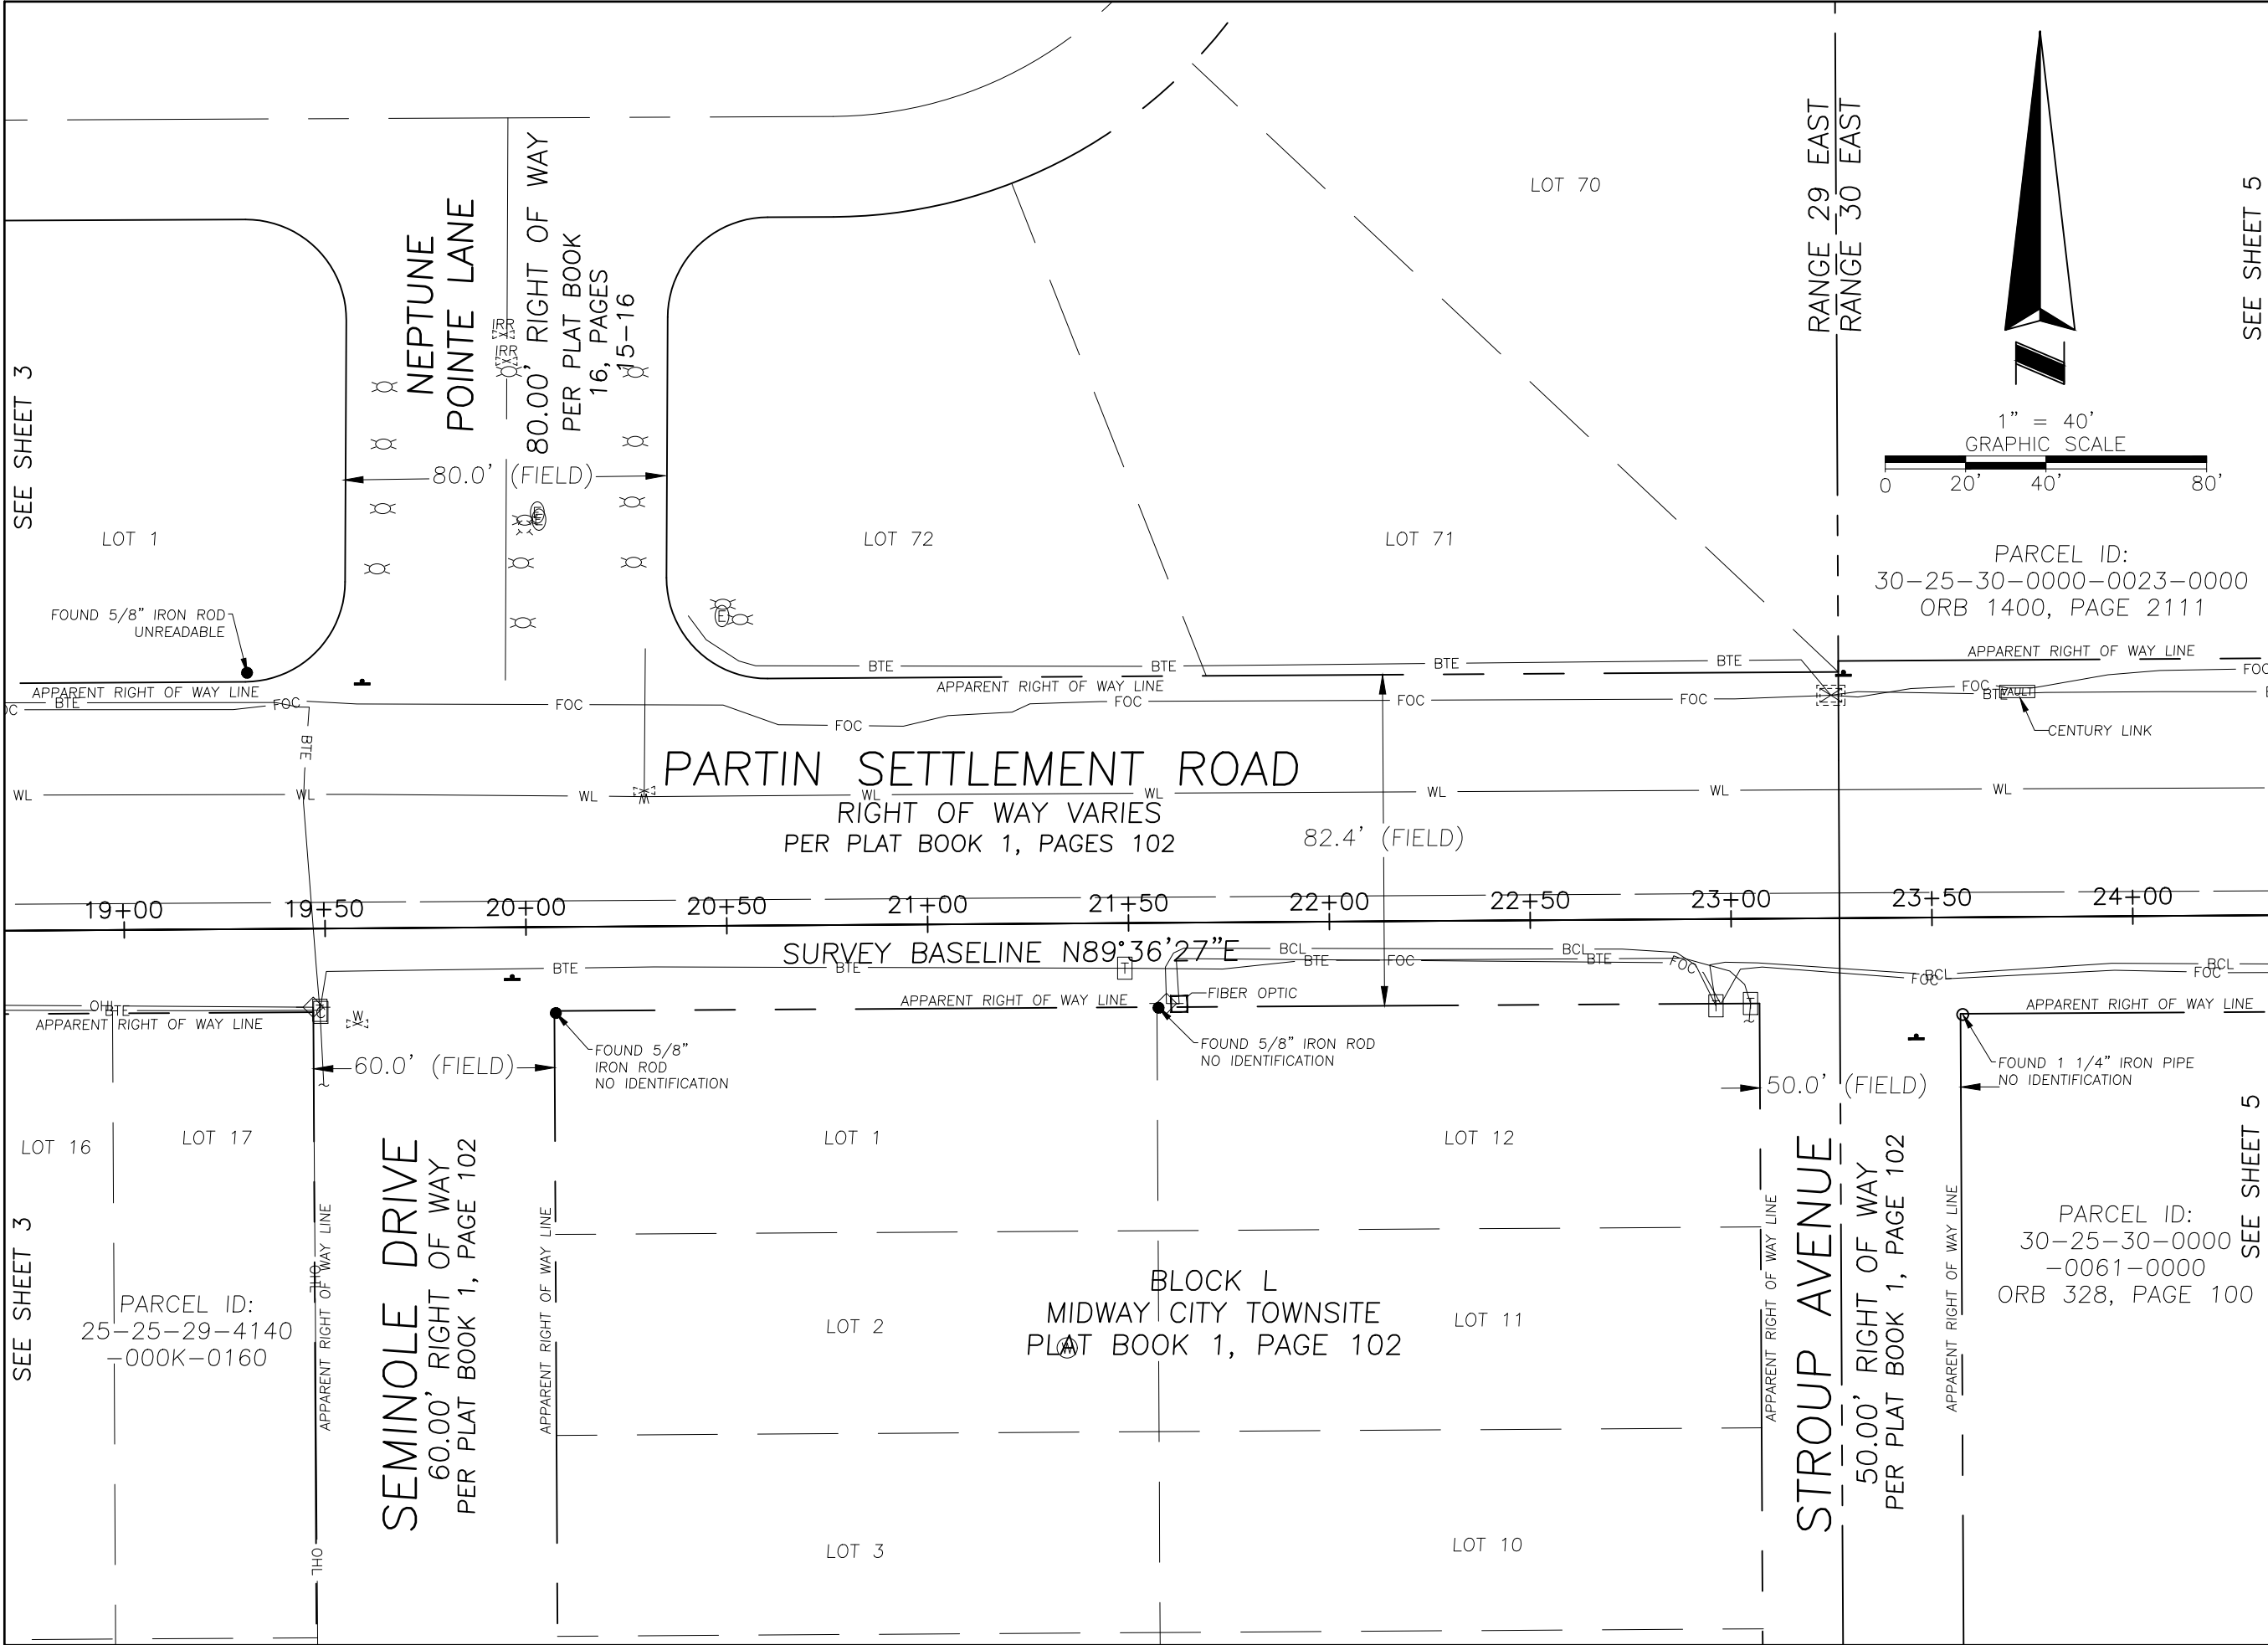 NEPTUNE
POINTE LANE
80.00' RIGHT OF WAY
PER PLAT BOOK
16, PAGES
15-16
IRR
IRR
LOT 70
RANGE 29 EAST
RANGE 30 EAST
SEE SHEET 5
SEE SHEET 3
N
1" = 40'
GRAPHIC SCALE
0 20' 40' 80'
80.0' (FIELD)
E
E
LOT 1
LOT 72
LOT 71
PARCEL ID:
30-25-30-0000-0023-0000
ORB 1400, PAGE 2111
FOUND 5/8" IRON ROD
UNREADABLE
E
BTE BTE BTE BTE
APPARENT RIGHT OF WAY LINE
APPARENT RIGHT OF WAY LINE
APPARENT RIGHT OF WAY LINE
FOC
BTE
FOC FOC FOC FOC FOC FOC FOC
BTE
VAULT
CENTURY LINK
BTE
PARTIN SETTLEMENT ROAD
WL WL WL WL WL WL WL WL
W
RIGHT OF WAY VARIES
PER PLAT BOOK 1, PAGES 102
82.4' (FIELD)
19+00 19+50 20+00 20+50 21+00 21+50 22+00 22+50 23+00 23+50 24+00
SURVEY BASELINE N89°36'27"E
BCL BCL
BTE BTE BTE
T
FOC
BTE
FOC
BCL
FOC
BCL
FOC
OHL
BTE
C
W
APPARENT RIGHT OF WAY LINE
APPARENT RIGHT OF WAY LINE
FIBER OPTIC
T
T
APPARENT RIGHT OF WAY LINE
60.0' (FIELD)
FOUND 5/8"
IRON ROD
NO IDENTIFICATION
FOUND 5/8" IRON ROD
NO IDENTIFICATION
50.0' (FIELD)
FOUND 1 1/4" IRON PIPE
NO IDENTIFICATION
LOT 16
LOT 17
LOT 1
LOT 12
SEE SHEET 5
SEE SHEET 3
SEMINOLE DRIVE
60.00' RIGHT OF WAY
PER PLAT BOOK 1, PAGE 102
APPARENT RIGHT OF WAY LINE
OHL
OHL
APPARENT RIGHT OF WAY LINE
PARCEL ID:
25-25-29-4140
-000K-0160
BLOCK L
MIDWAY CITY TOWNSITE
PLAT BOOK 1, PAGE 102
W
LOT 2
LOT 11
APPARENT RIGHT OF WAY LINE
STROUP AVENUE
50.00' RIGHT OF WAY
PER PLAT BOOK 1, PAGE 102
APPARENT RIGHT OF WAY LINE
PARCEL ID:
30-25-30-0000
-0061-0000
ORB 328, PAGE 100
LOT 3
LOT 10